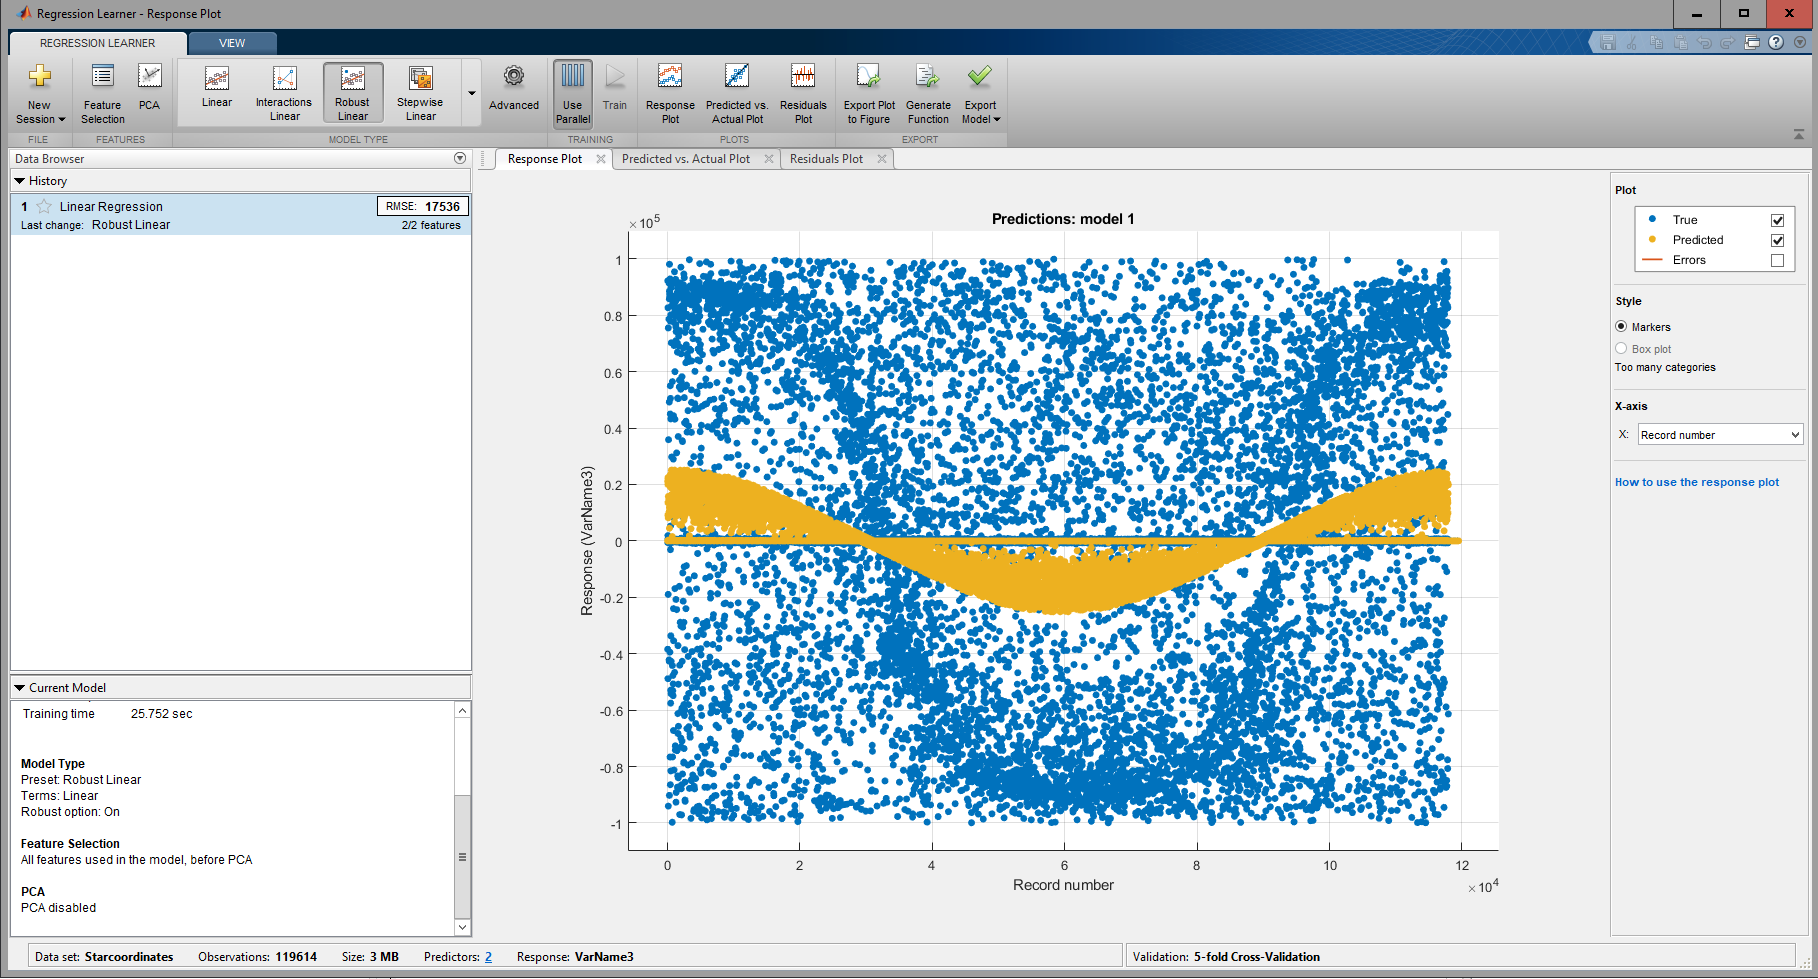 Regression Learner - Response Plot
REGRESSION LEARNER
VIEW
New Session
Feature Selection
PCA
Linear
Interactions Linear
Robust Linear
Stepwise Linear
Advanced
Use Parallel
Train
Response Plot
Predicted vs. Actual Plot
Residuals Plot
Export Plot to Figure
Generate Function
Export Model
FILE
FEATURES
MODEL TYPE
TRAINING
PLOTS
EXPORT
Data Browser
History
1 Linear Regression RMSE: 17536
Last change: Robust Linear 2/2 features
Current Model
Training time 25.752 sec
Model Type
Preset: Robust Linear
Terms: Linear
Robust option: On
Feature Selection
All features used in the model, before PCA
PCA
PCA disabled
Response Plot
Predicted vs. Actual Plot
Residuals Plot
Predictions: model 1
×10^5
1
0.8
0.6
0.4
0.2
0
-0.2
-0.4
-0.6
-0.8
-1
Response (VarName3)
0 2 4 6 8 10 12
×10^4
Record number
Plot
True
Predicted
Errors
Style
Markers
Box plot
Too many categories
X-axis
X: Record number
How to use the response plot
Data set: Starcoordinates Observations: 119614 Size: 3 MB Predictors: 2 Response: VarName3
Validation: 5-fold Cross-Validation